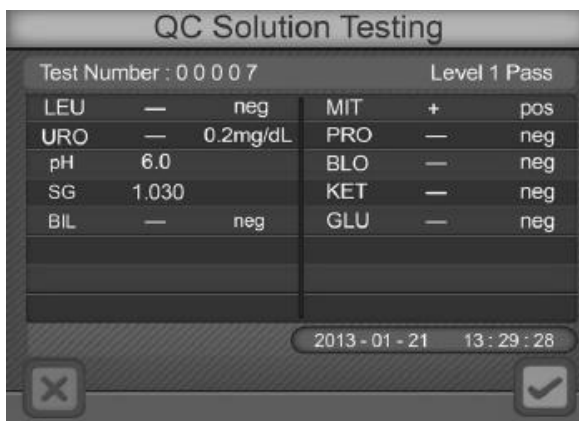 QC Solution Testing
Test Number : 0 0 0 0 7 Level 1 Pass
LEU — neg MIT + pos
URO — 0.2mg/dL PRO — neg
pH 6.0 BLO — neg
SG 1.030 KET — neg
BIL — neg GLU — neg
2013 - 01 - 21 13 : 29 : 28